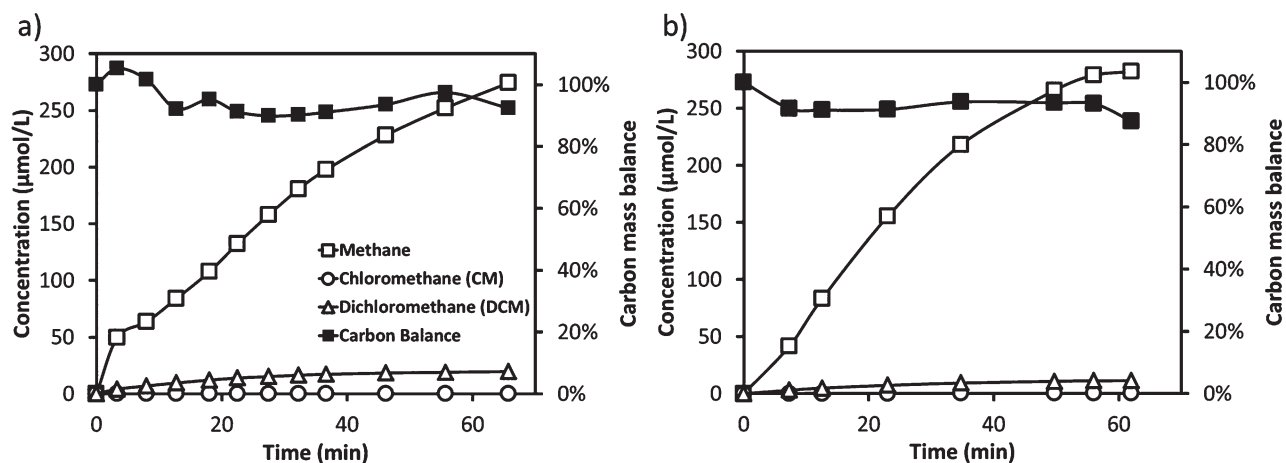 a)
300
250
200
150
100
50
0
Concentration (µmol/L)
Methane
Chloromethane (CM)
Dichloromethane (DCM)
Carbon Balance
100%
80%
60%
40%
20%
0%
Carbon mass balance
0 20 40 60
Time (min)
b)
300
250
200
150
100
50
0
Concentration (µmol/L)
100%
80%
60%
40%
20%
0%
Carbon mass balance
0 20 40 60
Time (min)